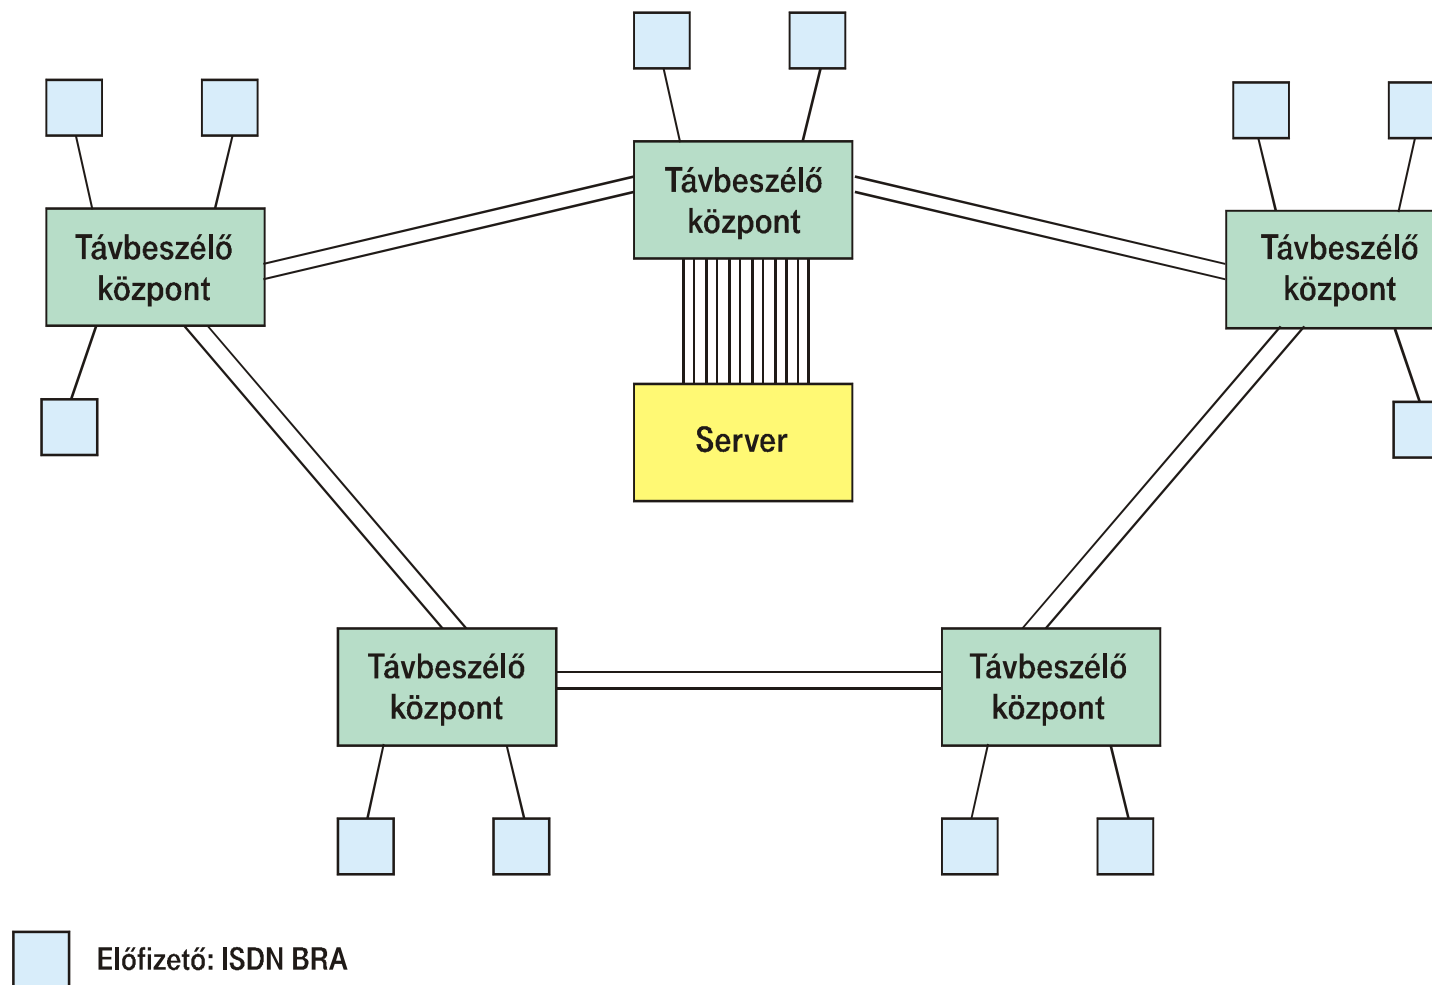 Távbeszélő
központ
Távbeszélő
központ
Távbeszélő
központ
Server
Távbeszélő
központ
Távbeszélő
központ
Előfizető: ISDN BRA